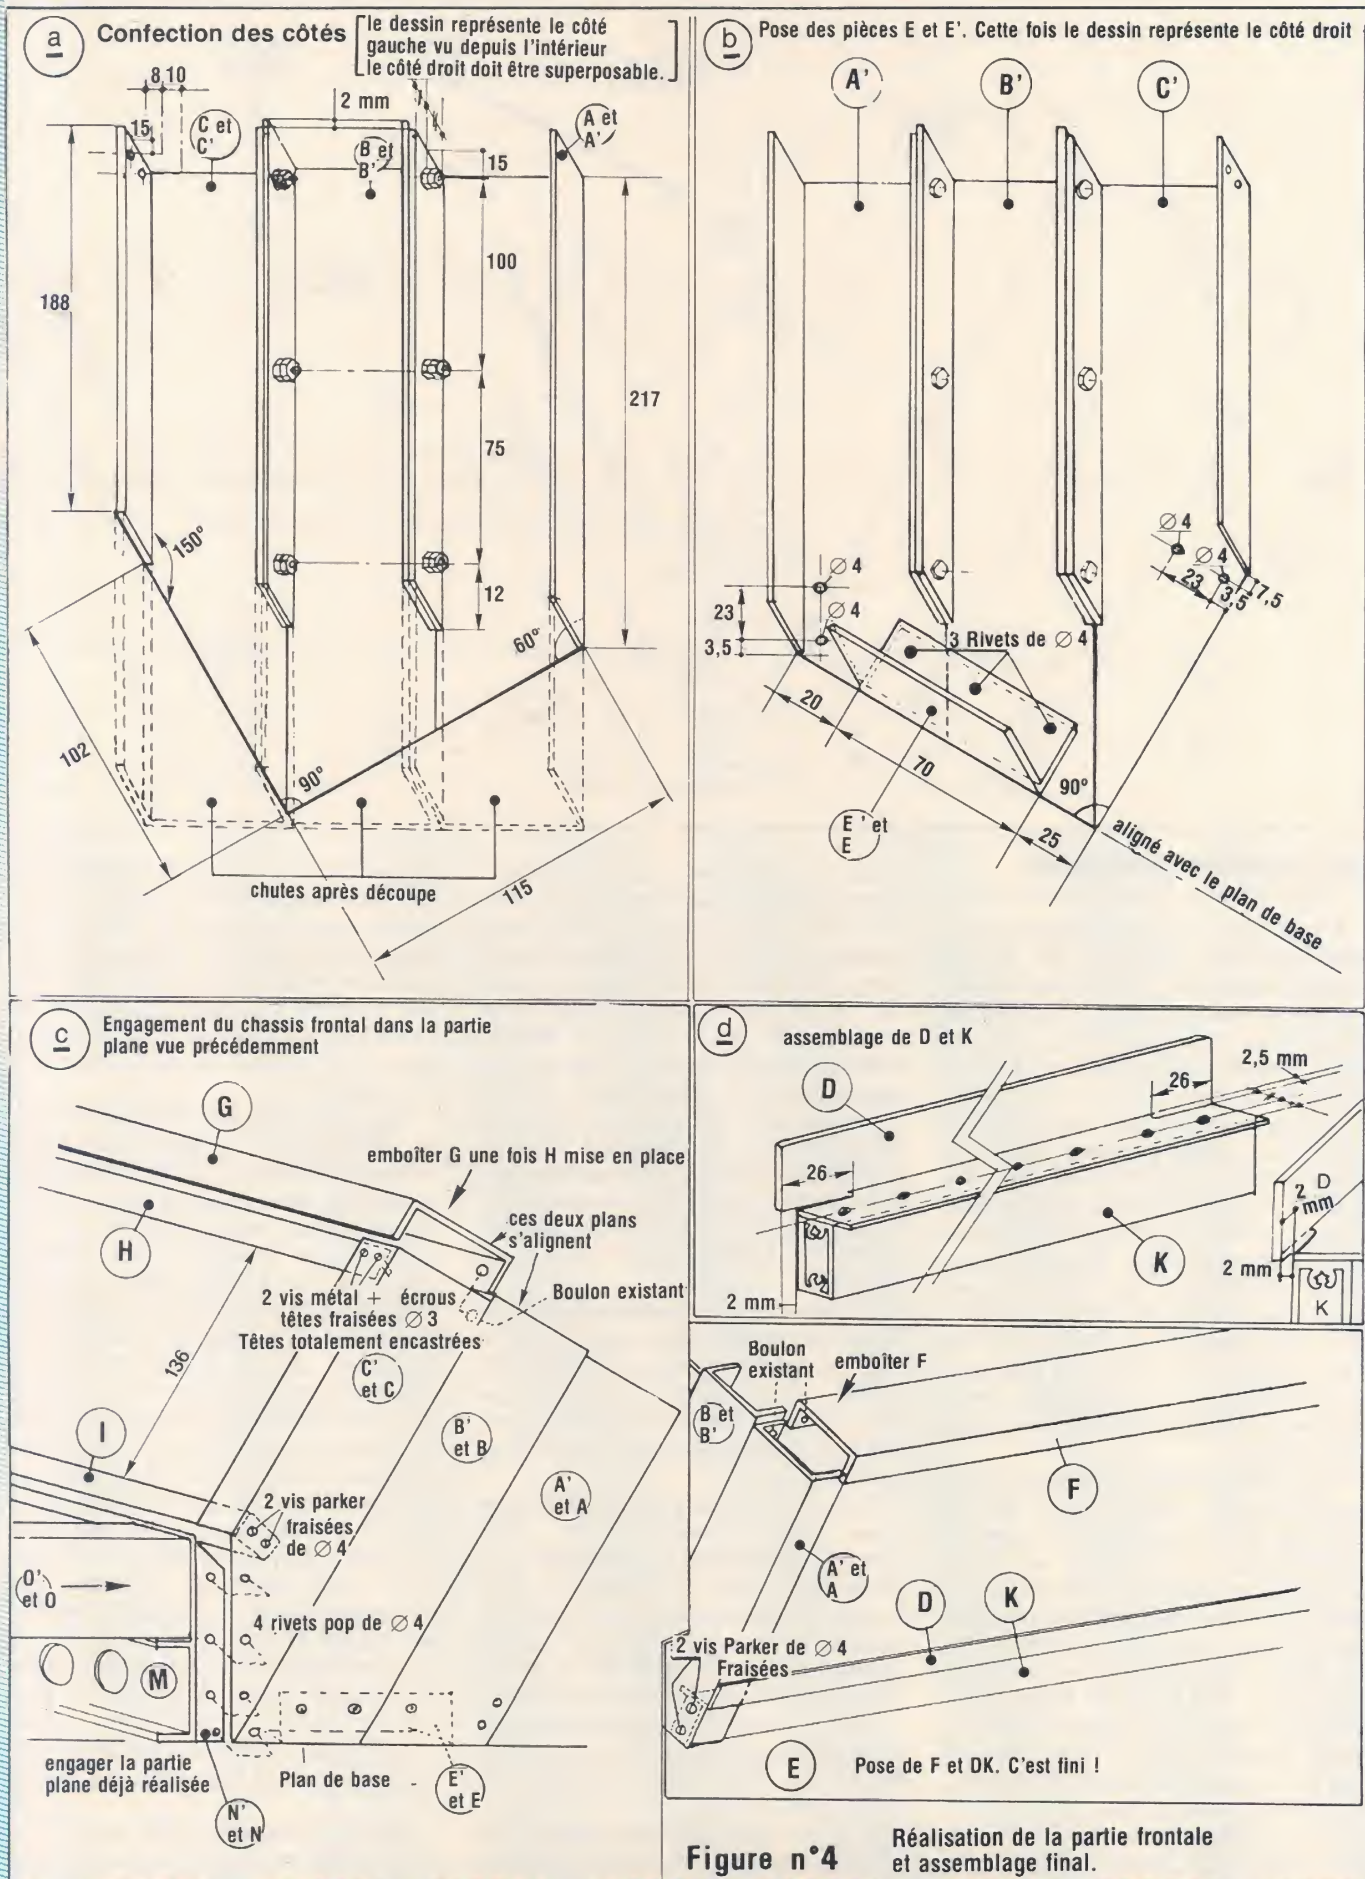 a
Confection des côtés
le dessin représente le côté
gauche vu depuis l'intérieur
le côté droit doit être superposable.
8,10
15
2 mm
C et
C'
B et
B'
A et
A'
15
188
100
217
75
150°
12
60°
102
90°
chutes après découpe
115
b
Pose des pièces E et E'. Cette fois le dessin représente le côté droit
A'
B'
C'
∅ 4
∅ 4
23
3,5
7,5
∅ 4
∅ 4
23
3,5
3 Rivets de ∅ 4
20
70
90°
25
E' et
E
aligné avec le plan de base
c
Engagement du chassis frontal dans la partie
plane vue précédemment
G
emboîter G une fois H mise en place
H
ces deux plans
s'alignent
2 vis métal + écrous
têtes fraisées ∅ 3
Têtes totalement encastrées
Boulon existant
136
C'
et C
B'
et B
I
A'
et A
2 vis parker
fraisées
de ∅ 4
O'
et O
4 rivets pop de ∅ 4
M
engager la partie
plane déjà réalisée
Plan de base
E'
et E
N'
et N
d
assemblage de D et K
2,5 mm
D
26
26
2
mm
D
K
2 mm
2 mm
K
Boulon
existant
emboîter F
B et
B'
F
A' et
A
D
K
2 vis Parker de ∅ 4
Fraisées
E
Pose de F et DK. C'est fini !
Figure n°4
Réalisation de la partie frontale
et assemblage final.